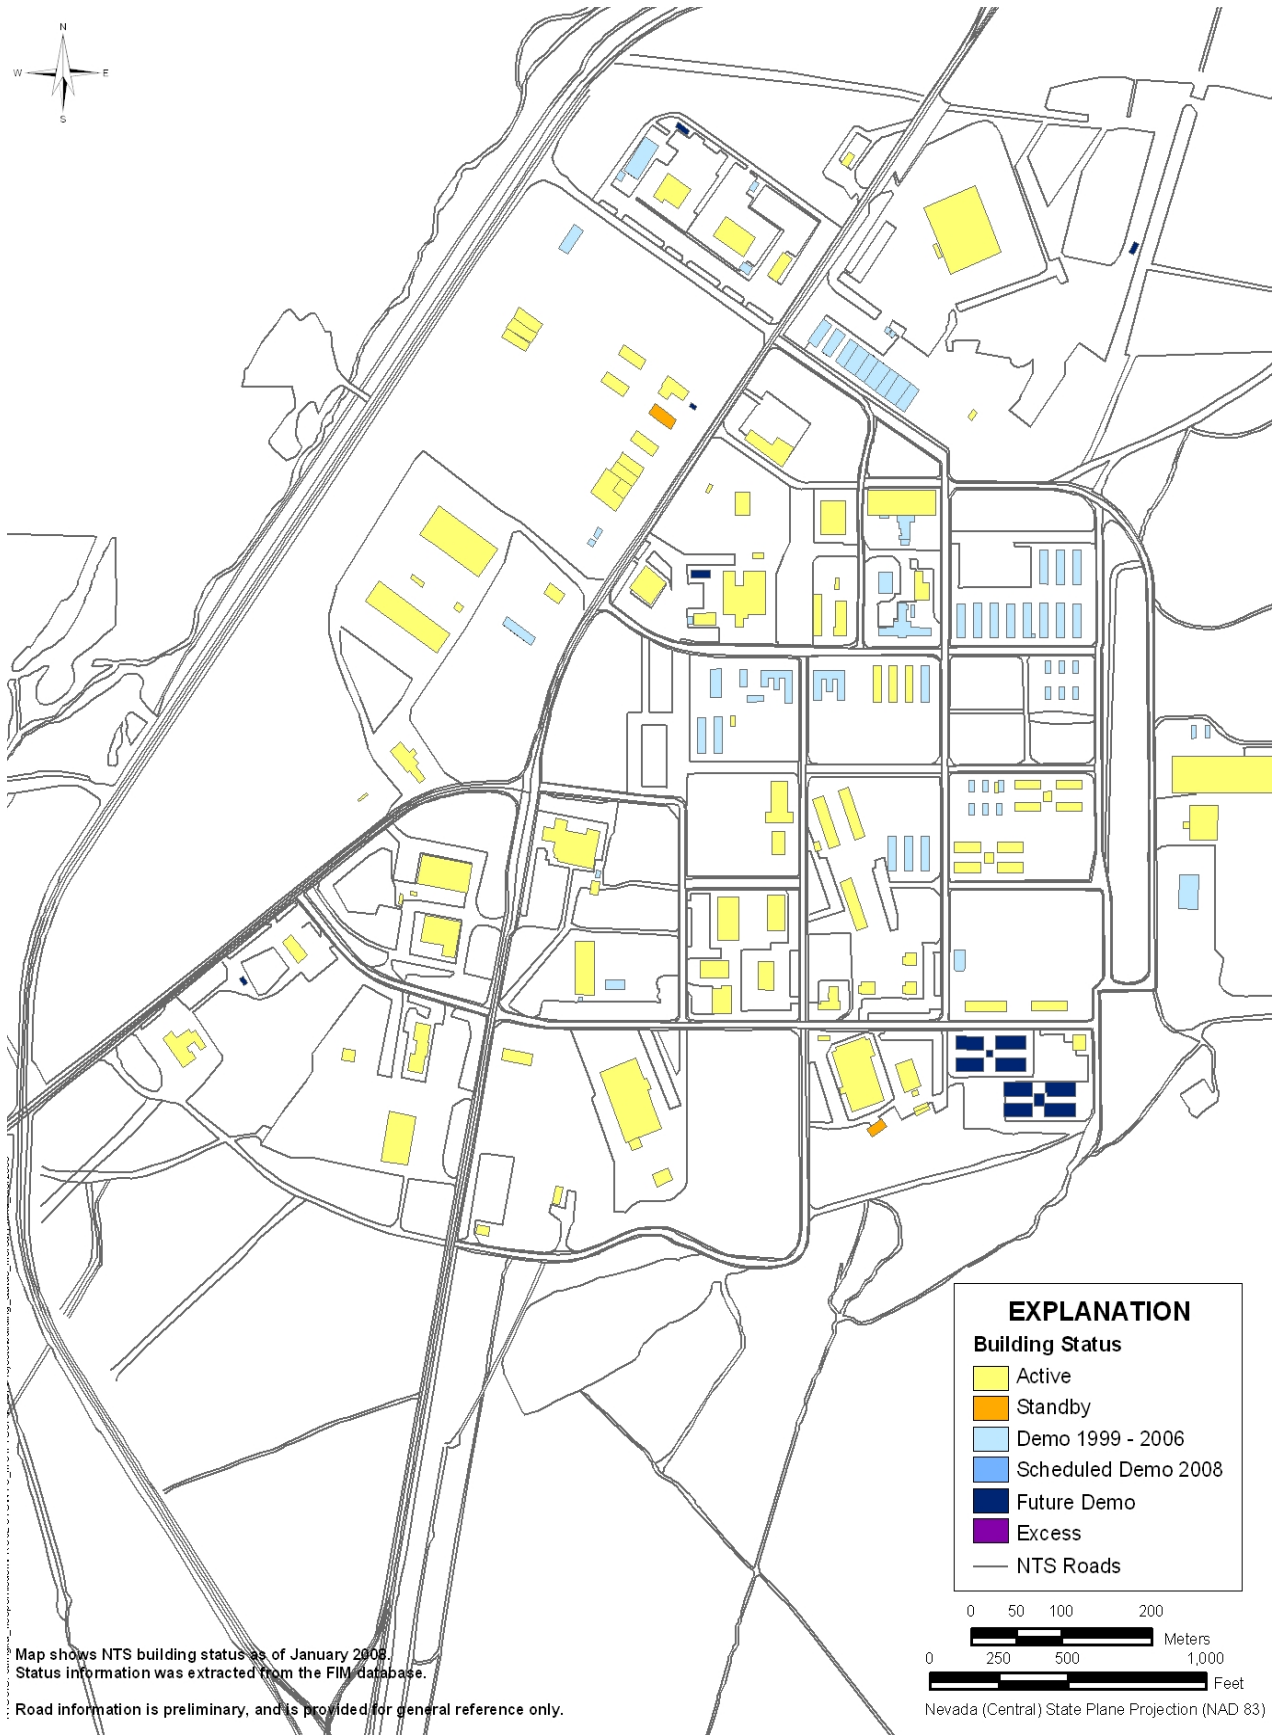 N
W E
S
EXPLANATION
Building Status
Active
Standby
Demo 1999 - 2006
Scheduled Demo 2008
Future Demo
Excess
NTS Roads
0 50 100 200
Meters
0 250 500 1,000
Feet
Nevada (Central) State Plane Projection (NAD 83)
Map shows NTS building status as of January 2008.
Status information was extracted from the FIM database.
Road information is preliminary, and is provided for general reference only.